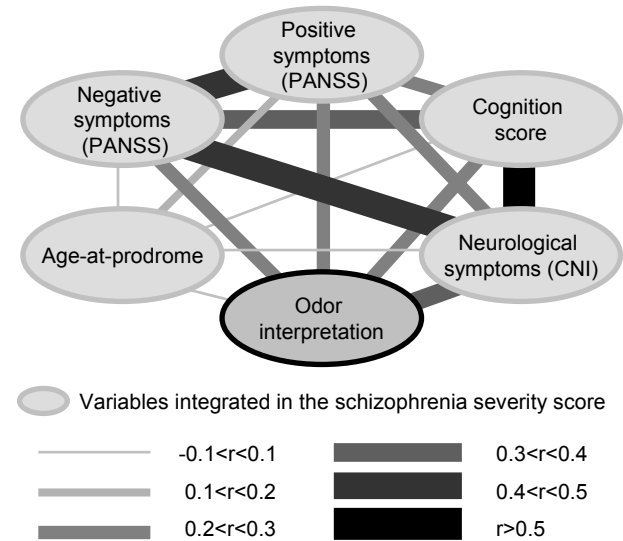 Positive
symptoms
(PANSS)
Negative
symptoms
(PANSS)
Cognition
score
Age-at-prodrome
Neurological
symptoms (CNI)
Odor
interpretation
Variables integrated in the schizophrenia severity score
-0.1<r<0.1
0.3<r<0.4
0.1<r<0.2
0.4<r<0.5
0.2<r<0.3
r>0.5